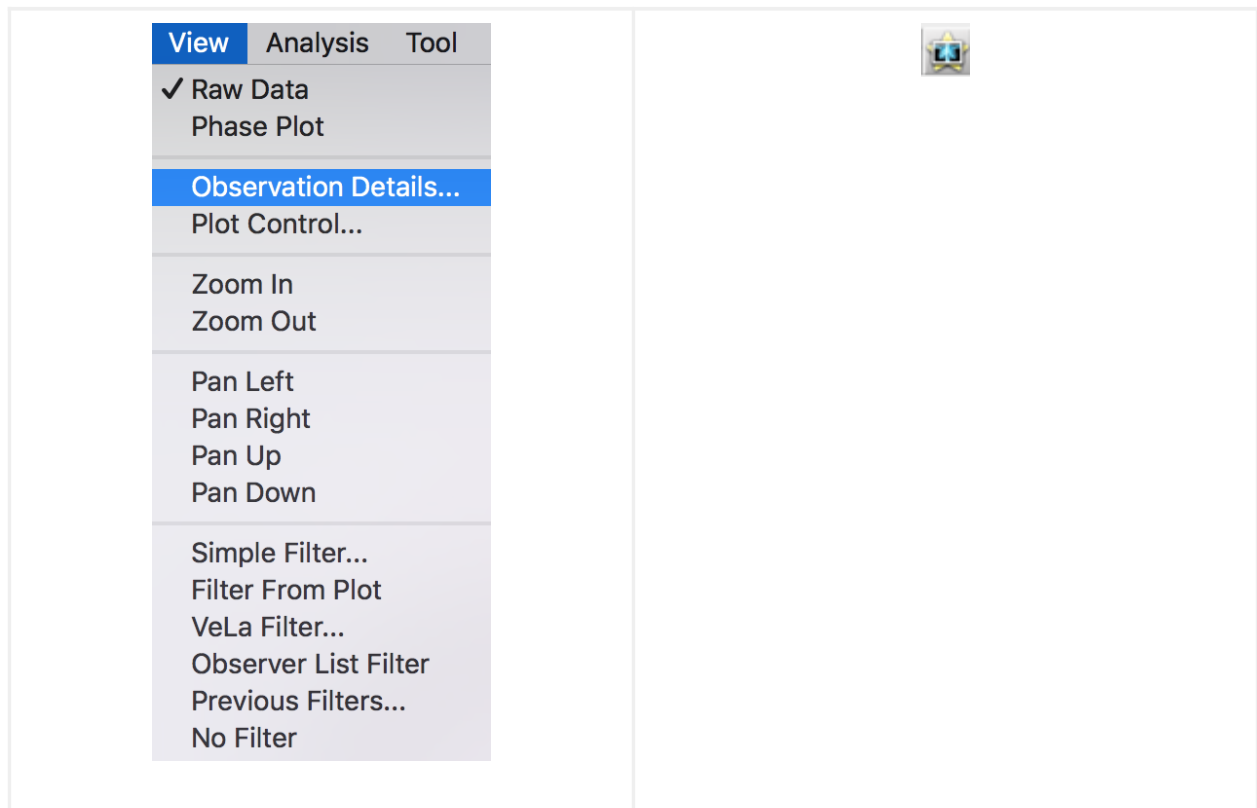 View Analysis Tool
✓ Raw Data
Phase Plot
Observation Details...
Plot Control...
Zoom In
Zoom Out
Pan Left
Pan Right
Pan Up
Pan Down
Simple Filter...
Filter From Plot
VeLa Filter...
Observer List Filter
Previous Filters...
No Filter